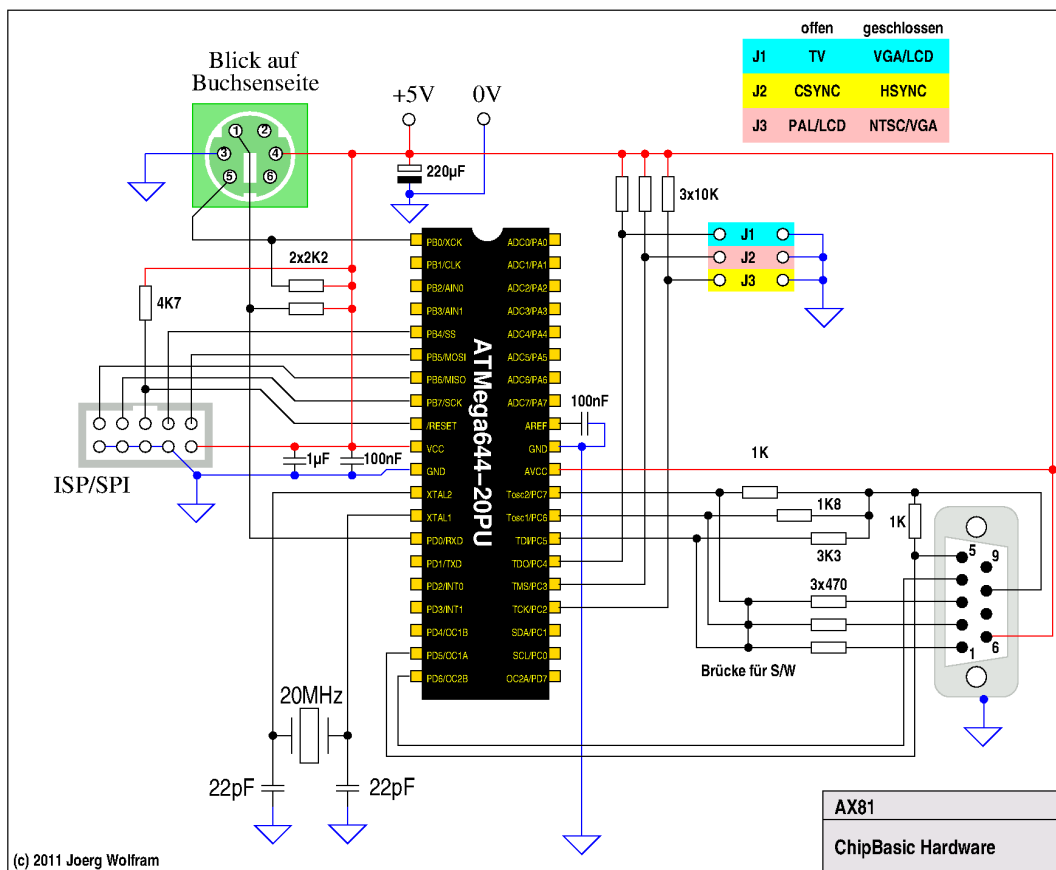 offen geschlossen
J1 TV VGA/LCD
J2 CSYNC HSYNC
J3 PAL/LCD NTSC/VGA
Blick auf
Buchsenseite
1 2
3 4
5 6
+5V 0V
220µF
3x10K
J1
J2
J3
2x2K2
4K7
ISP/SPI
1µF 100nF
ATMega644-20PU
PB0/XCK ADC0/PA0
PB1/CLK ADC1/PA1
PB2/AIN0 ADC2/PA2
PB3/AIN1 ADC3/PA3
PB4/SS ADC4/PA4
PB5/MOSI ADC5/PA5
PB6/MISO ADC6/PA6
PB7/SCK ADC7/PA7
/RESET AREF
VCC GND
GND AVCC
XTAL2 Tosc2/PC7
XTAL1 Tosc1/PC6
PD0/RXD TDI/PC5
PD1/TXD TDO/PC4
PD2/INT0 TMS/PC3
PD3/INT1 TCK/PC2
PD4/OC1B SDA/PC1
PD5/OC1A SCL/PC0
PD6/OC2B OC2A/PD7
100nF
1K
1K8
1K
3K3
3x470
5 9
1 6
Brücke für S/W
20MHz
22pF 22pF
AX81
ChipBasic Hardware
(c) 2011 Joerg Wolfram